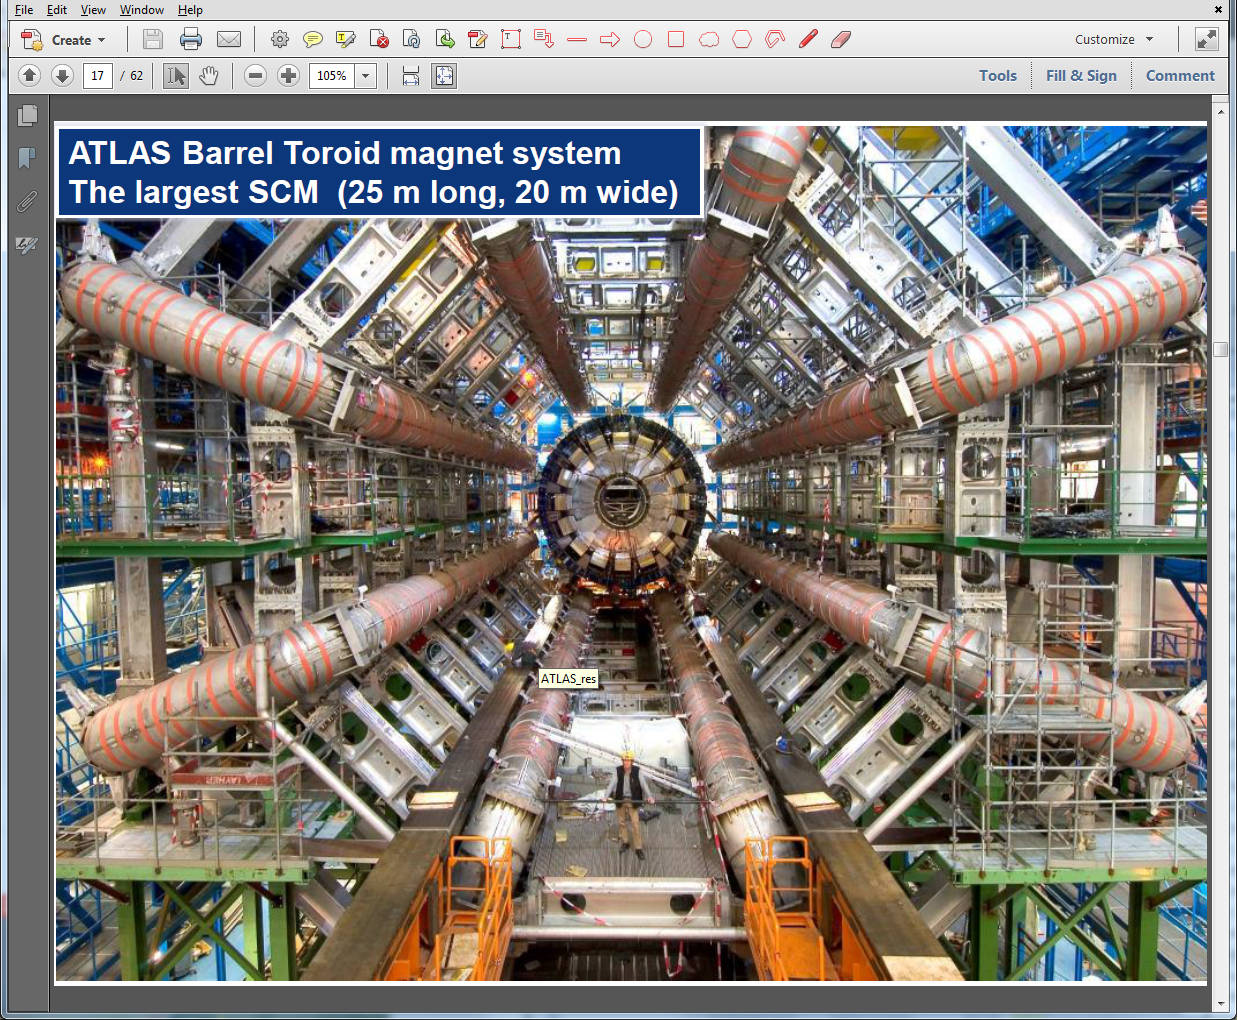 File Edit View Window Help
Create
Customize
17 / 62
105%
Tools
Fill & Sign
Comment
ATLAS Barrel Toroid magnet system
The largest SCM (25 m long, 20 m wide)
ATLAS_res
LAYHER